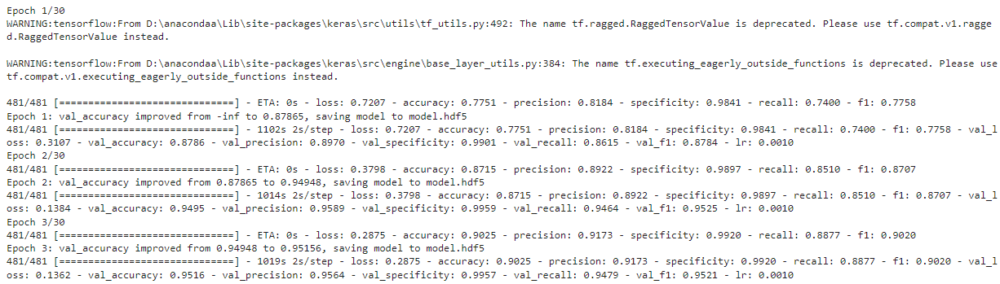 Epoch 1/30
WARNING:tensorflow:From D:\anacondaa\Lib\site-packages\keras\src\utils\tf_utils.py:492: The name tf.ragged.RaggedTensorValue is deprecated. Please use tf.compat.v1.ragge
d.RaggedTensorValue instead.

WARNING:tensorflow:From D:\anacondaa\Lib\site-packages\keras\src\engine\base_layer_utils.py:384: The name tf.executing_eagerly_outside_functions is deprecated. Please use
tf.compat.v1.executing_eagerly_outside_functions instead.

481/481 [==============================] - ETA: 0s - loss: 0.7207 - accuracy: 0.7751 - precision: 0.8184 - specificity: 0.9841 - recall: 0.7400 - f1: 0.7758
Epoch 1: val_accuracy improved from -inf to 0.87865, saving model to model.hdf5
481/481 [==============================] - 1102s 2s/step - loss: 0.7207 - accuracy: 0.7751 - precision: 0.8184 - specificity: 0.9841 - recall: 0.7400 - f1: 0.7758 - val_l
oss: 0.3107 - val_accuracy: 0.8786 - val_precision: 0.8970 - val_specificity: 0.9901 - val_recall: 0.8615 - val_f1: 0.8784 - lr: 0.0010
Epoch 2/30
481/481 [==============================] - ETA: 0s - loss: 0.3798 - accuracy: 0.8715 - precision: 0.8922 - specificity: 0.9897 - recall: 0.8510 - f1: 0.8707
Epoch 2: val_accuracy improved from 0.87865 to 0.94948, saving model to model.hdf5
481/481 [==============================] - 1014s 2s/step - loss: 0.3798 - accuracy: 0.8715 - precision: 0.8922 - specificity: 0.9897 - recall: 0.8510 - f1: 0.8707 - val_l
oss: 0.1384 - val_accuracy: 0.9495 - val_precision: 0.9589 - val_specificity: 0.9959 - val_recall: 0.9464 - val_f1: 0.9525 - lr: 0.0010
Epoch 3/30
481/481 [==============================] - ETA: 0s - loss: 0.2875 - accuracy: 0.9025 - precision: 0.9173 - specificity: 0.9920 - recall: 0.8877 - f1: 0.9020
Epoch 3: val_accuracy improved from 0.94948 to 0.95156, saving model to model.hdf5
481/481 [==============================] - 1019s 2s/step - loss: 0.2875 - accuracy: 0.9025 - precision: 0.9173 - specificity: 0.9920 - recall: 0.8877 - f1: 0.9020 - val_l
oss: 0.1362 - val_accuracy: 0.9516 - val_precision: 0.9564 - val_specificity: 0.9957 - val_recall: 0.9479 - val_f1: 0.9521 - lr: 0.0010